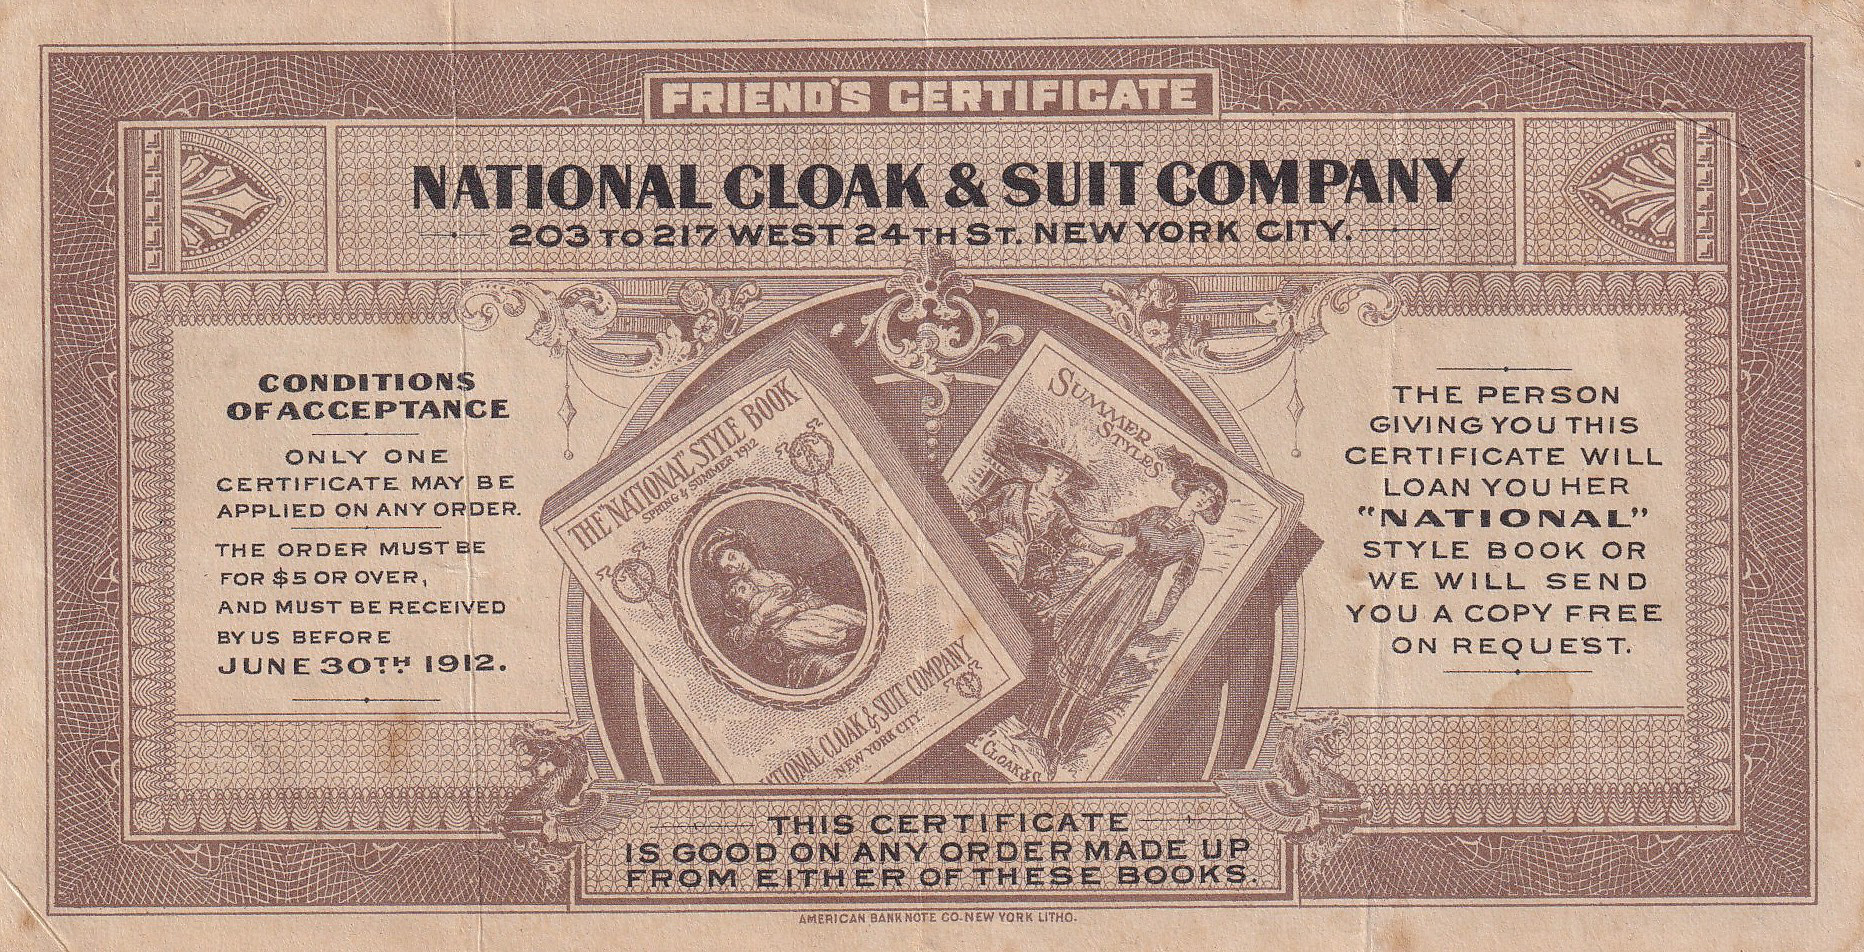 FRIEND'S CERTIFICATE
NATIONAL CLOAK & SUIT COMPANY
203 TO 217 WEST 24TH ST. NEW YORK CITY.
CONDITIONS
OF ACCEPTANCE
ONLY ONE
CERTIFICATE MAY BE
APPLIED ON ANY ORDER.
THE ORDER MUST BE
FOR $5 OR OVER,
AND MUST BE RECEIVED
BY US BEFORE
JUNE 30TH 1912.
THE "NATIONAL" STYLE BOOK
SPRING & SUMMER 1912
NATIONAL CLOAK & SUIT COMPANY
NEW YORK CITY.
SUMMER
STYLES
CLOAK & S
THE PERSON
GIVING YOU THIS
CERTIFICATE WILL
LOAN YOU HER
"NATIONAL"
STYLE BOOK OR
WE WILL SEND
YOU A COPY FREE
ON REQUEST.
THIS CERTIFICATE
IS GOOD ON ANY ORDER MADE UP
FROM EITHER OF THESE BOOKS.
AMERICAN BANK NOTE CO-NEW YORK LITHO.